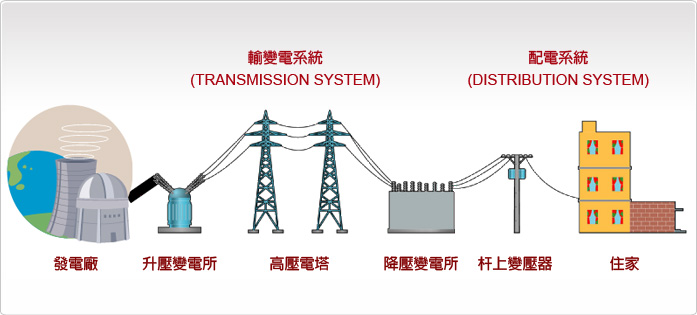 輸變電系統
(TRANSMISSION SYSTEM)
配電系統
(DISTRIBUTION SYSTEM)
發電廠
升壓變電所
高壓電塔
降壓變電所
杆上變壓器
住家